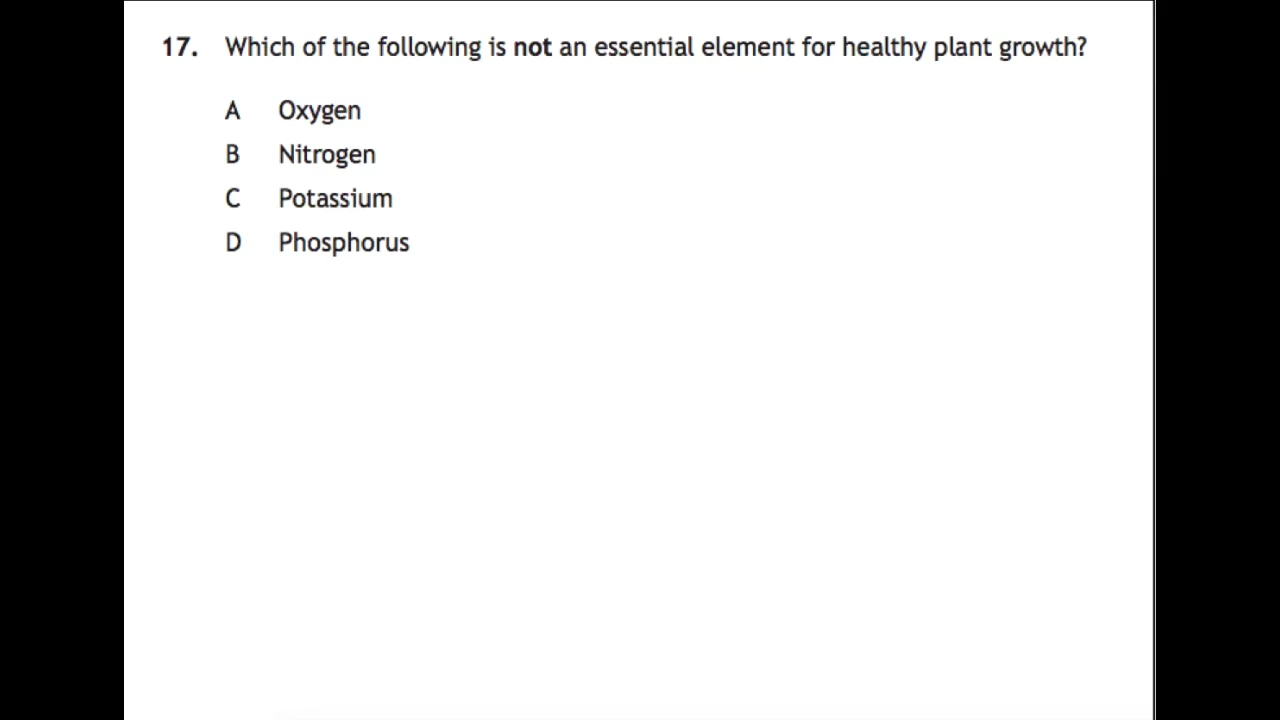 17. Which of the following is not an essential element for healthy plant growth?
A Oxygen
B Nitrogen
C Potassium
D Phosphorus